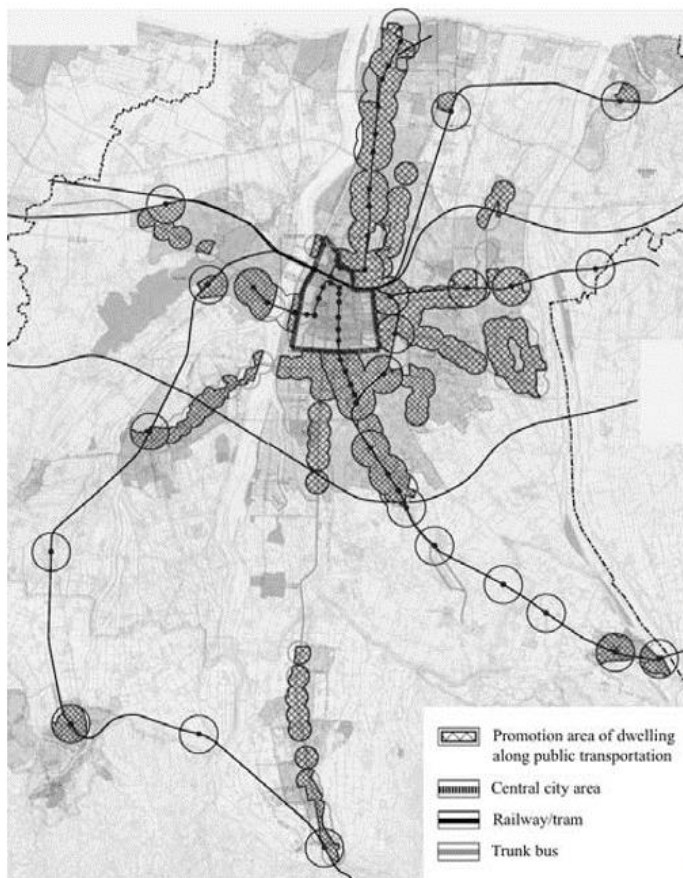 Promotion area of dwelling
along public transportation
Central city area
Railway/tram
Trunk bus